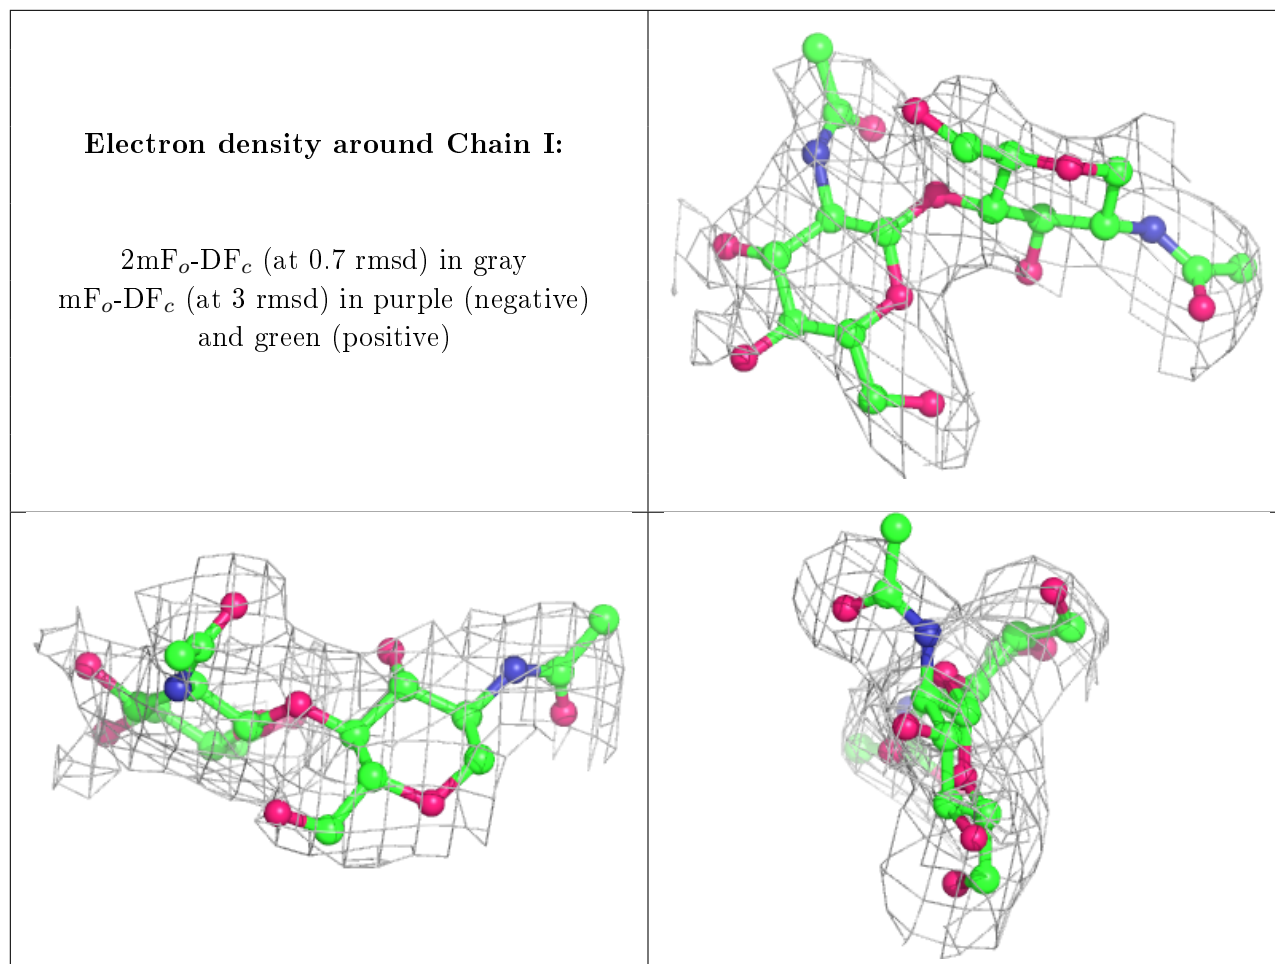 Electron density around Chain I:
2mFₒ-DF𝒸 (at 0.7 rmsd) in gray
mFₒ-DF𝒸 (at 3 rmsd) in purple (negative)
and green (positive)